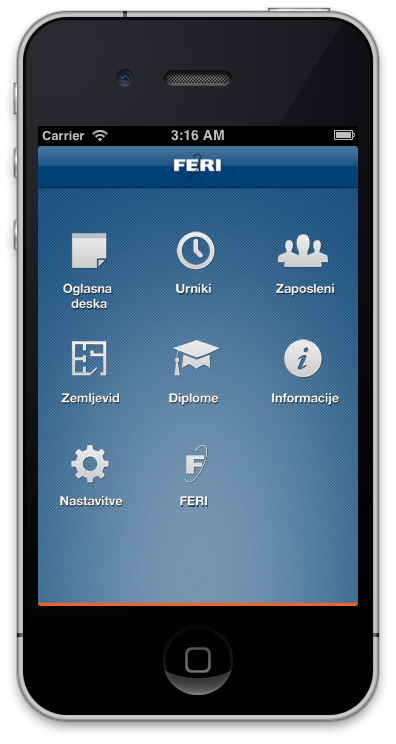 Carrier 3:16 AM
FERI
Oglasna
deska
Urniki
Zaposleni
Zemljevid
Diplome
Informacije
Nastavitve
F
FERI